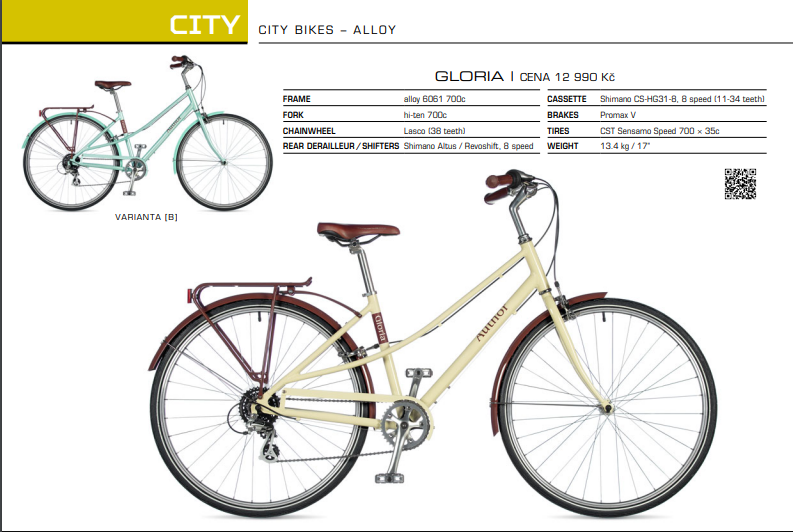 CITY
CITY BIKES – ALLOY
GLORIA | CENA 12 990 Kč
FRAME alloy 6061 700c
FORK hi-ten 700c
CHAINWHEEL Lasco (38 teeth)
REAR DERAILLEUR / SHIFTERS Shimano Altus / Revoshift, 8 speed
CASSETTE Shimano CS-HG31-8, 8 speed (11-34 teeth)
BRAKES Promax V
TIRES CST Sensamo Speed 700 × 35c
WEIGHT 13.4 kg / 17"
VARIANTA [B]
Gloria
Author